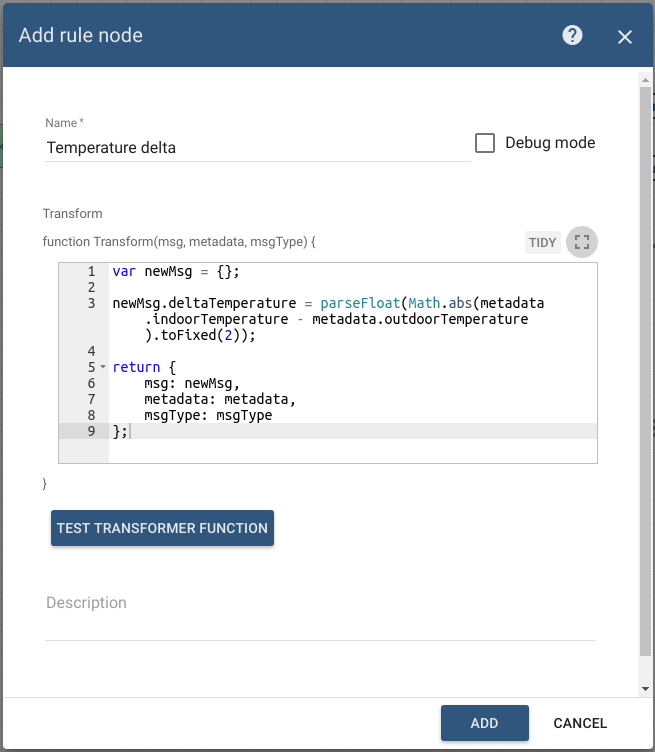 Add rule node
Name *
Temperature delta
Debug mode
Transform
function Transform(msg, metadata, msgType) {
TIDY
1 var newMsg = {};
2
3 newMsg.deltaTemperature = parseFloat(Math.abs(metadata
.indoorTemperature - metadata.outdoorTemperature
).toFixed(2));
4
5 return {
6 msg: newMsg,
7 metadata: metadata,
8 msgType: msgType
9 };
}
TEST TRANSFORMER FUNCTION
Description
ADD
CANCEL